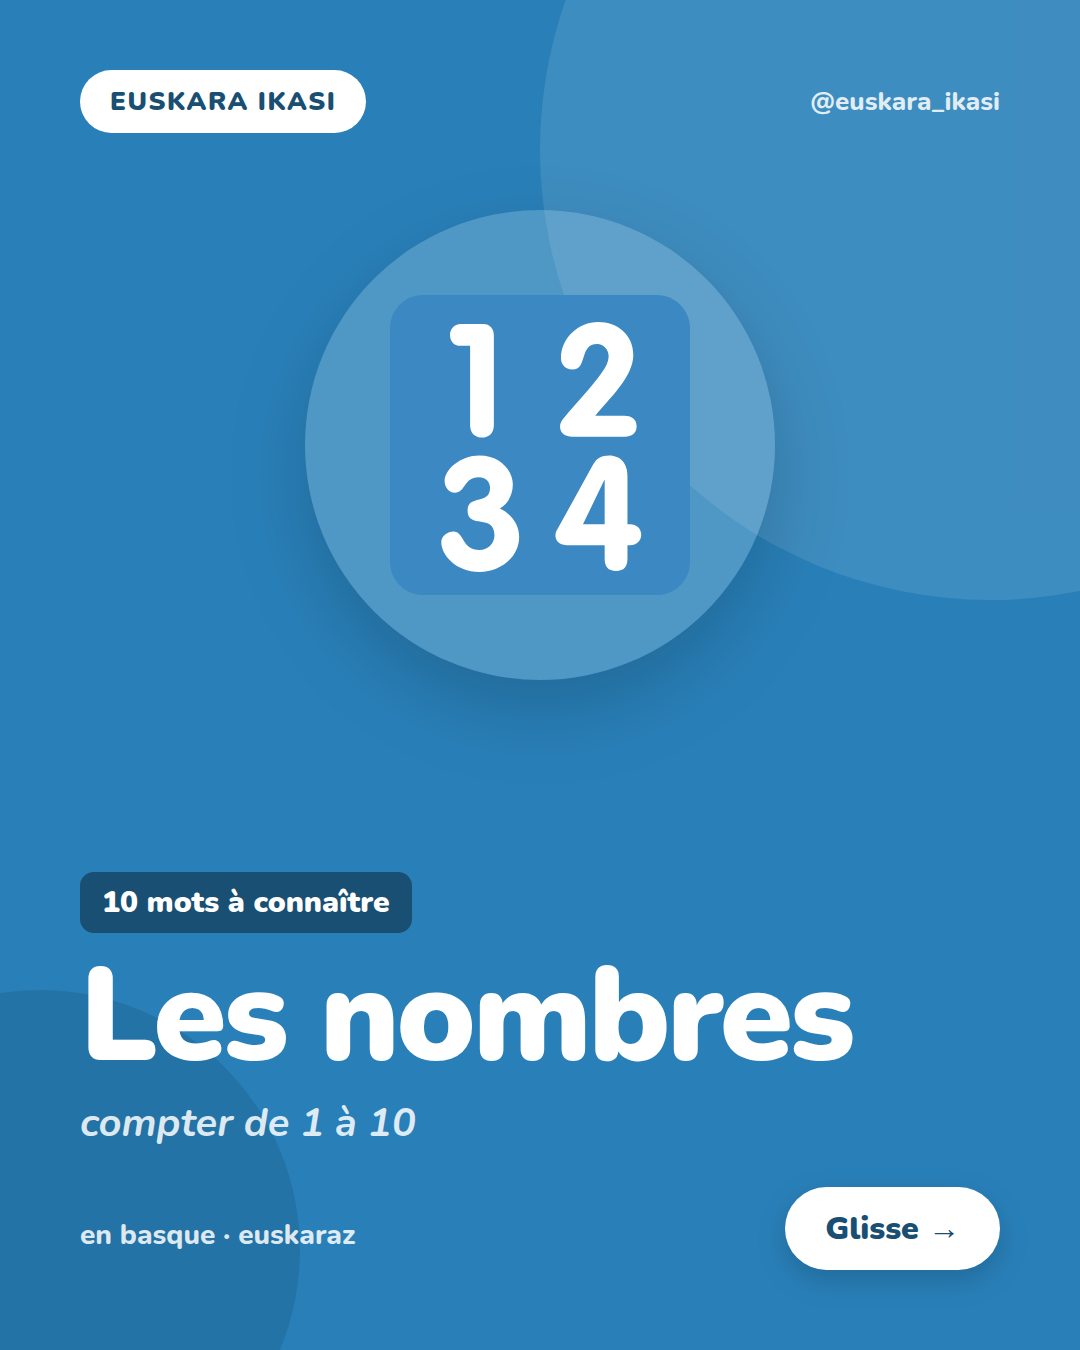 EUSKARA IKASI
@euskara_ikasi
1 2
3 4
10 mots à connaître
Les nombres
compter de 1 à 10
en basque · euskaraz
Glisse →